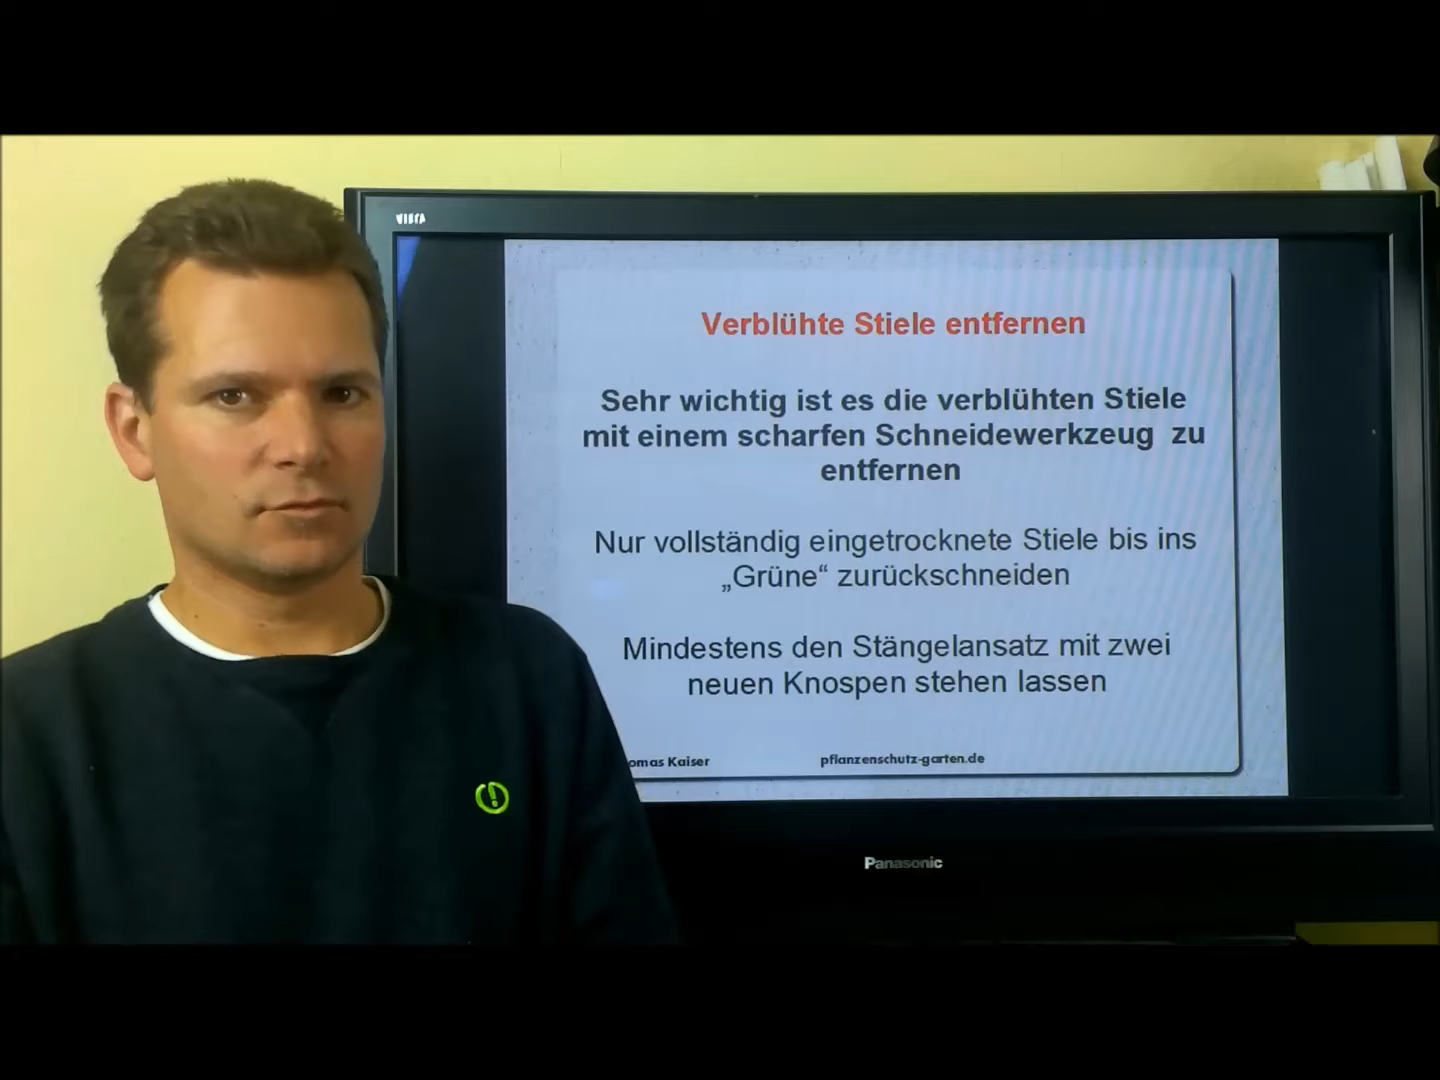 VIERA
Verblühte Stiele entfernen
Sehr wichtig ist es die verblühten Stiele
mit einem scharfen Schneidewerkzeug zu
entfernen
Nur vollständig eingetrocknete Stiele bis ins
„Grüne“ zurückschneiden
Mindestens den Stängelansatz mit zwei
neuen Knospen stehen lassen
omas Kaiser
pflanzenschutz-garten.de
Panasonic